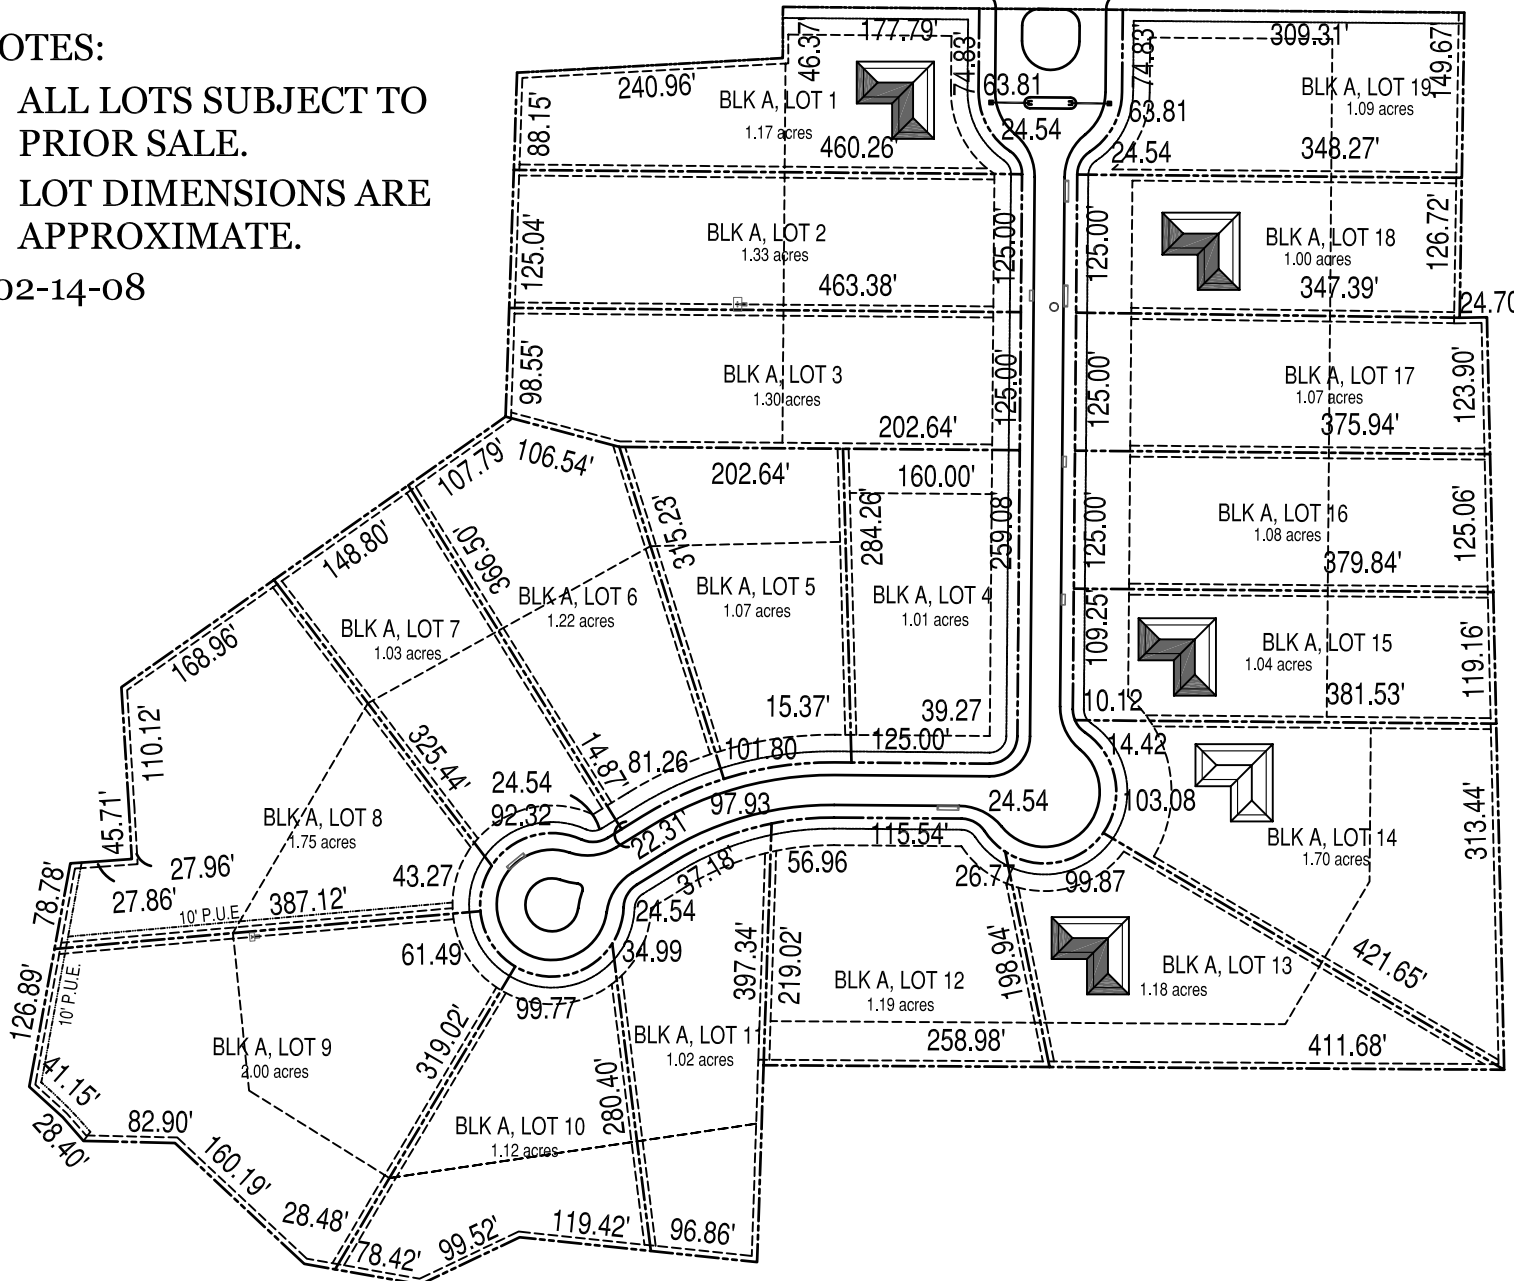 OTES:
ALL LOTS SUBJECT TO
PRIOR SALE.
LOT DIMENSIONS ARE
APPROXIMATE.
02-14-08
240.96'
88.15'
46.37'
177.79'
74.83'
BLK A, LOT 1
1.17 acres
460.26'
63.81
24.54
74.83'
63.81
24.54
309.31'
149.67'
BLK A, LOT 19
1.09 acres
348.27'
125.04'
BLK A, LOT 2
1.33 acres
463.38'
125.00'
125.00'
BLK A, LOT 18
1.00 acres
347.39'
126.72'
24.70
98.55'
BLK A, LOT 3
1.30 acres
202.64'
125.00'
125.00'
BLK A, LOT 17
1.07 acres
375.94'
123.90'
107.79'
106.54'
202.64'
160.00'
315.23'
284.26'
259.08
125.00'
BLK A, LOT 16
1.08 acres
379.84'
125.06'
148.80'
366.50'
BLK A, LOT 6
1.22 acres
BLK A, LOT 5
1.07 acres
BLK A, LOT 4
1.01 acres
109.25'
BLK A, LOT 15
1.04 acres
381.53'
119.16'
168.96'
BLK A, LOT 7
1.03 acres
110.12'
325.44'
14.87'
15.37'
39.27
10.12
14.42
81.26
101.80
125.00'
24.54
92.32
97.93
22.31'
24.54
103.08
313.44'
BLK A, LOT 8
1.75 acres
45.71'
78.78'
27.96'
27.86'
43.27
10' P.U.E.
387.12'
37.18'
56.96
115.54'
26.77
99.87
BLK A, LOT 14
1.70 acres
24.54
61.49
34.99
99.77
397.34'
219.02'
198.94'
BLK A, LOT 12
1.19 acres
BLK A, LOT 13
1.18 acres
421.65'
126.89'
10' P.U.E.
BLK A, LOT 9
2.00 acres
319.02'
BLK A, LOT 11
1.02 acres
258.98'
411.68'
41.15'
28.40'
82.90'
160.19'
28.48'
BLK A, LOT 10
1.12 acres
280.40'
78.42'
99.52'
119.42'
96.86'